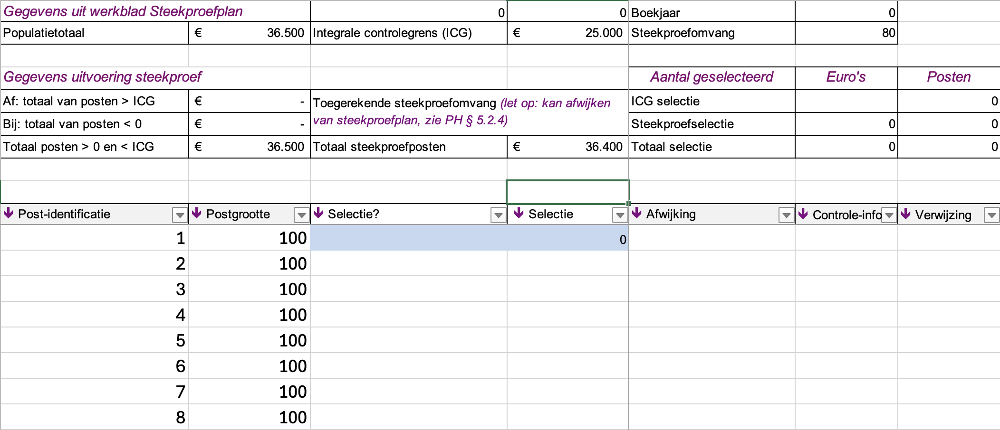 Gegevens uit werkblad Steekproefplan 0 0 Boekjaar 0
Populatietotaal € 36.500 Integrale controlegrens (ICG) € 25.000 Steekproefomvang 80
Gegevens uitvoering steekproef Aantal geselecteerd Euro's Posten
Af: totaal van posten > ICG € - Toegerekende steekproefomvang (let op: kan afwijken ICG selectie 0
Bij: totaal van posten < 0 € - van steekproefplan, zie PH § 5.2.4) Steekproefselectie 0 0
Totaal posten > 0 en < ICG € 36.500 Totaal steekproefposten € 36.400 Totaal selectie 0 0
Post-identificatie Postgrootte Selectie? Selectie Afwijking Controle-info Verwijzing
1 100 0
2 100
3 100
4 100
5 100
6 100
7 100
8 100